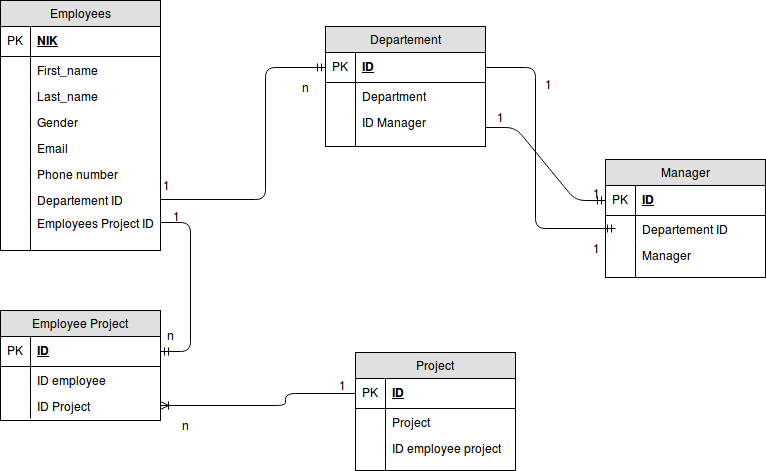 Employees
PK NIK
First_name
Last_name
Gender
Email
Phone number
Departement ID
Employees Project ID
1
1
n
Departement
PK ID
Department
ID Manager
1
1
1
1
Manager
PK ID
Departement ID
Manager
Employee Project
PK ID
ID employee
ID Project
n
n
1
Project
PK ID
Project
ID employee project